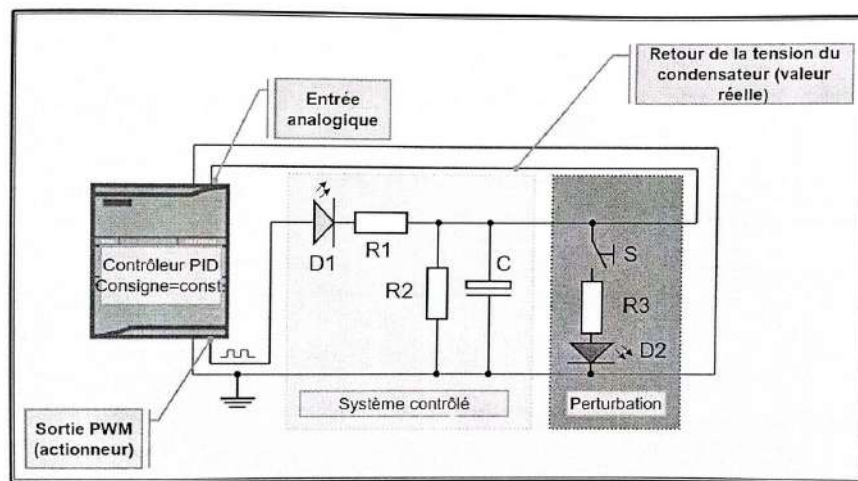 Retour de la tension du
condensateur (valeur
réelle)
Entrée
analogique
Contrôleur PID
Consigne=const.
D1
R1
R2
C
S
R3
D2
Système contrôlé
Perturbation
Sortie PWM
(actionneur)